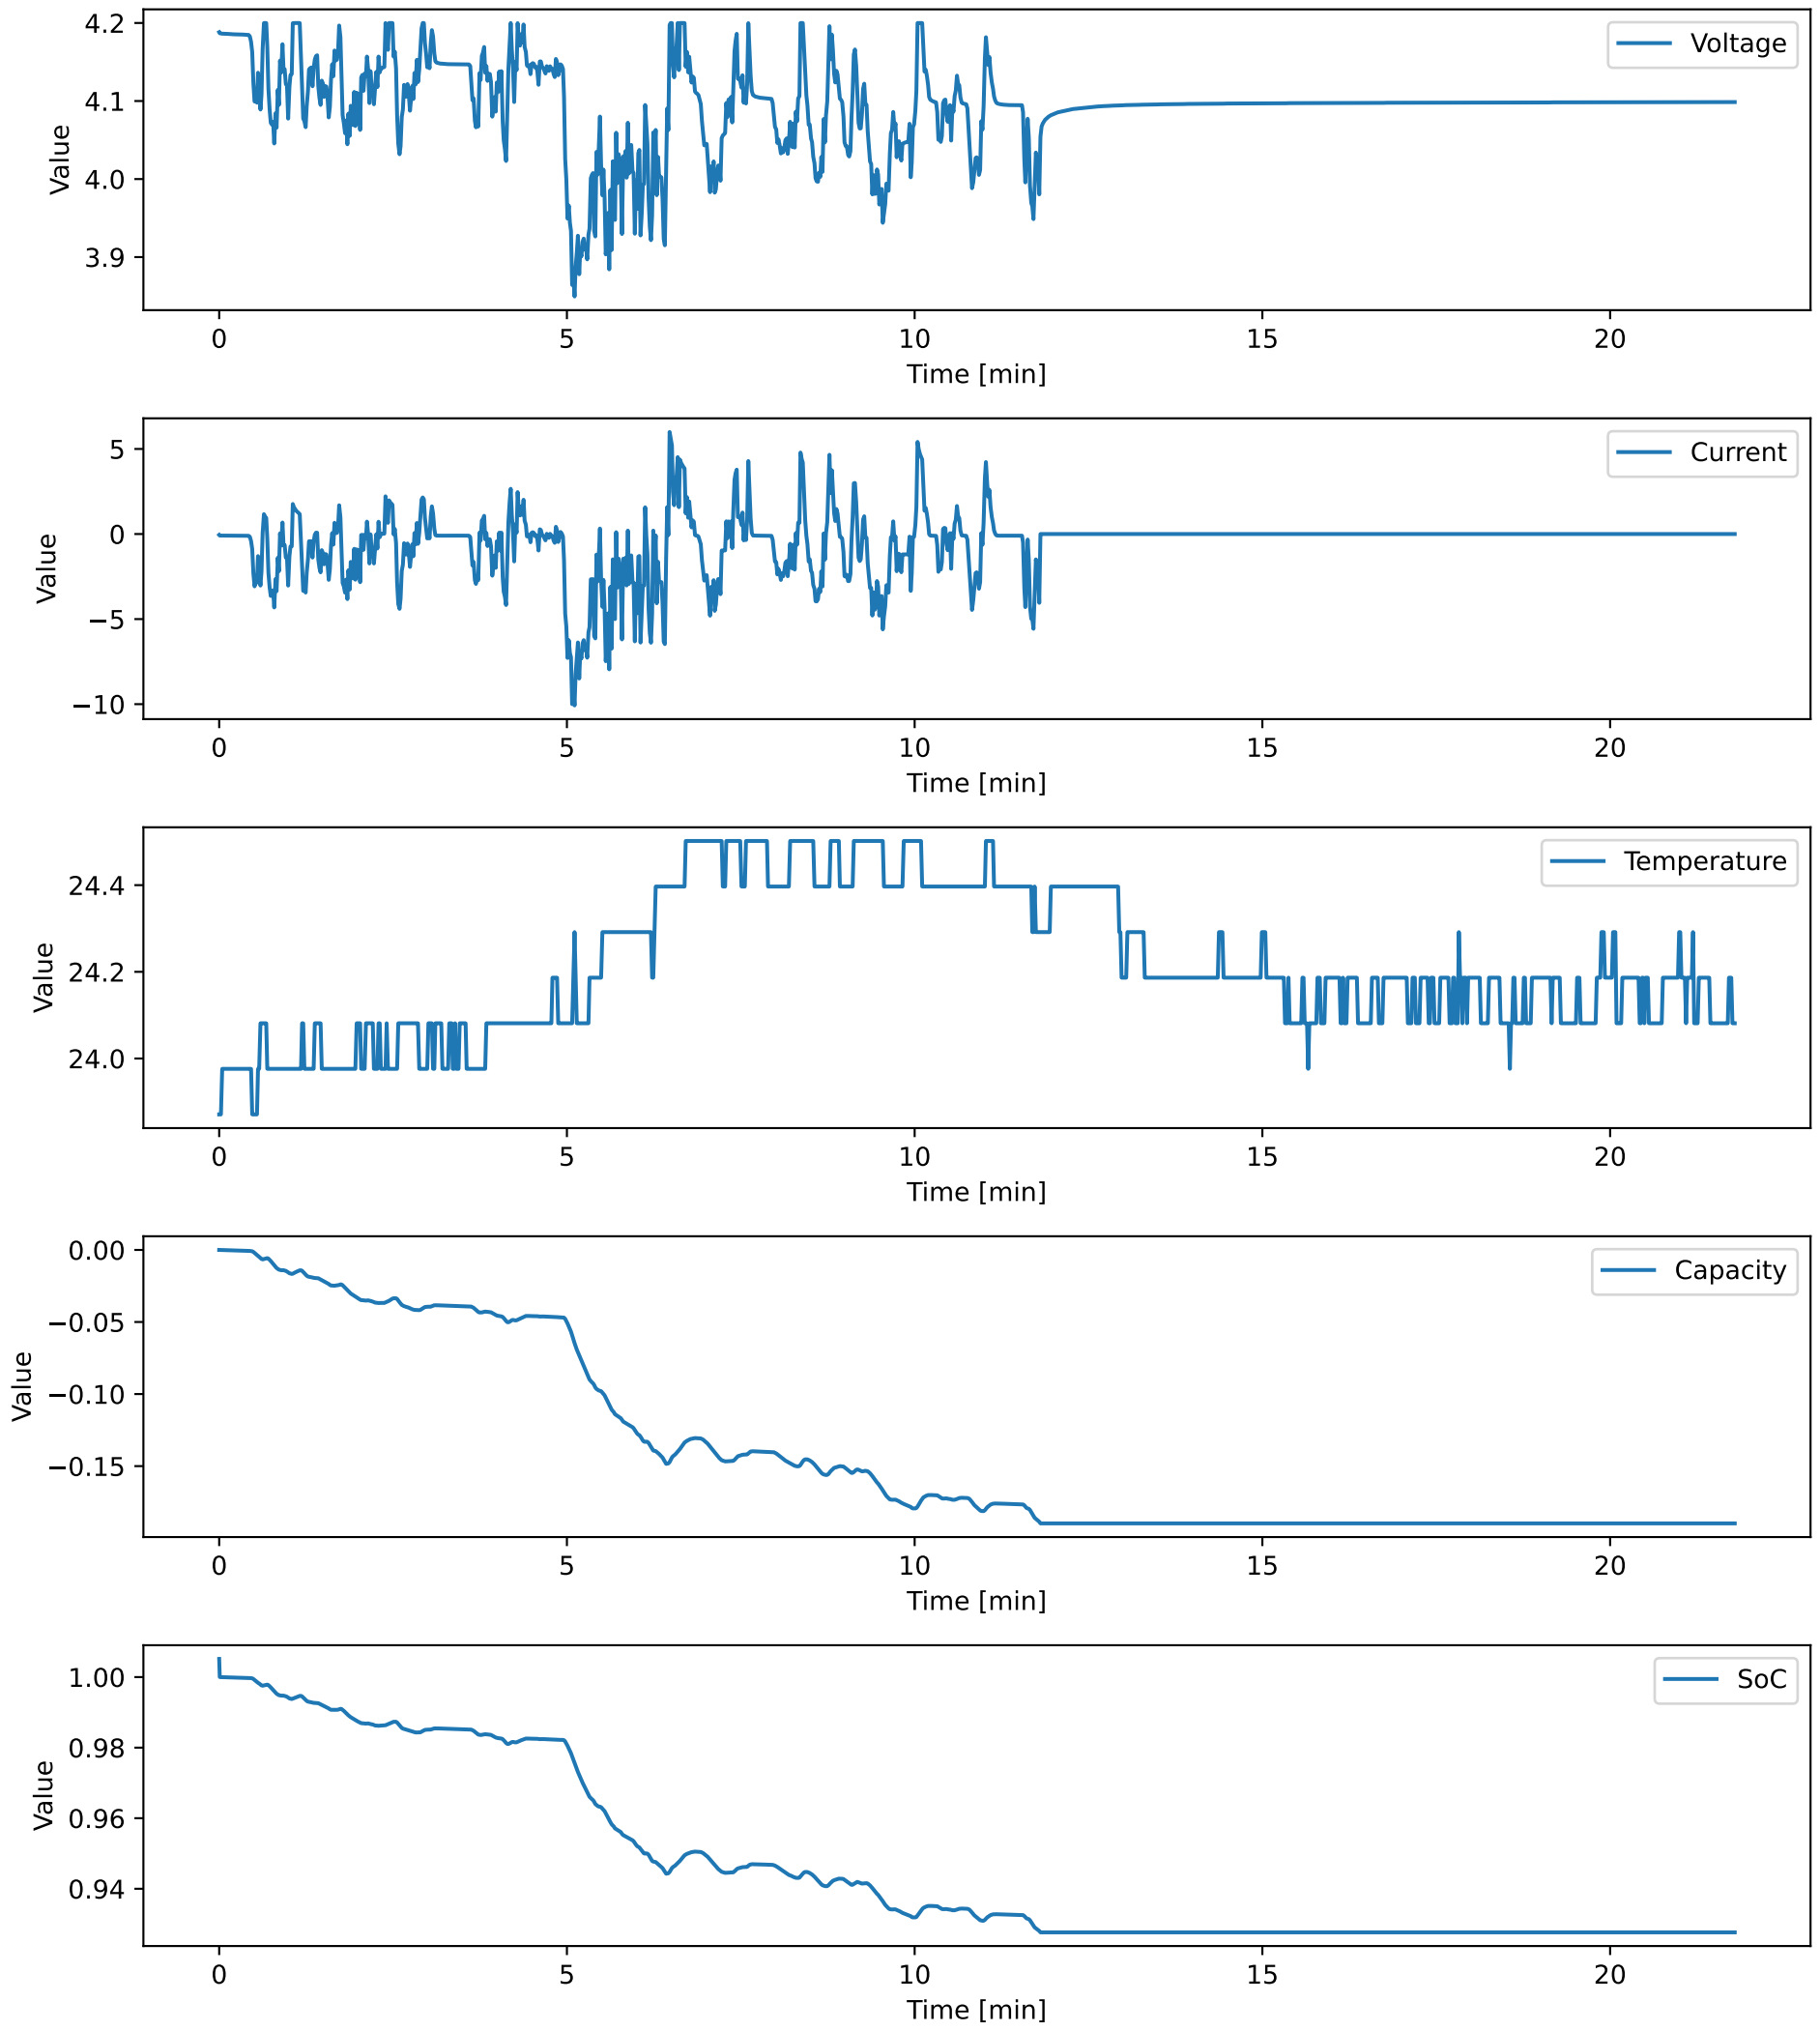 4.2
4.1
4.0
3.9
Value
Voltage
0 5 10 15 20
Time [min]
5
0
−5
−10
Value
Current
0 5 10 15 20
Time [min]
24.4
24.2
24.0
Value
Temperature
0 5 10 15 20
Time [min]
0.00
−0.05
−0.10
−0.15
Value
Capacity
0 5 10 15 20
Time [min]
1.00
0.98
0.96
0.94
Value
SoC
0 5 10 15 20
Time [min]